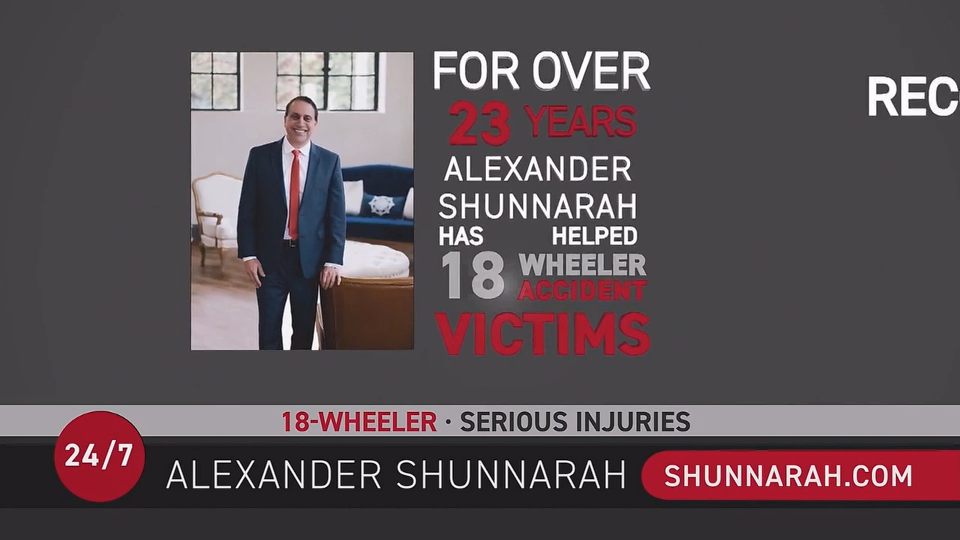 FOR OVER
23 YEARS
ALEXANDER
SHUNNARAH
HAS HELPED
18 WHEELER
ACCIDENT
VICTIMS
REC
18-WHEELER · SERIOUS INJURIES
24/7
ALEXANDER SHUNNARAH
SHUNNARAH.COM